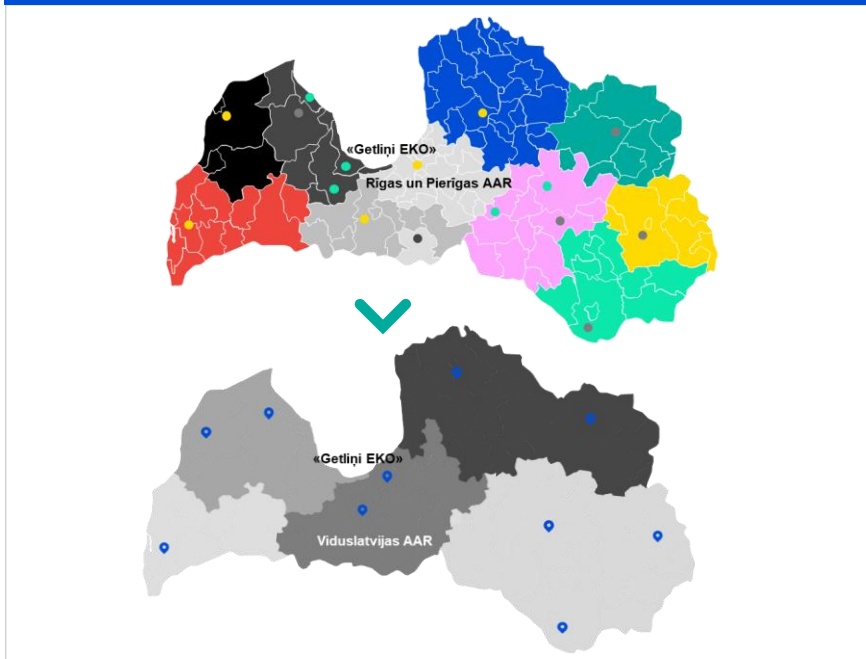 «Getliņi EKO»
Rīgas un Pierīgas AAR
«Getliņi EKO»
Viduslatvijas AAR